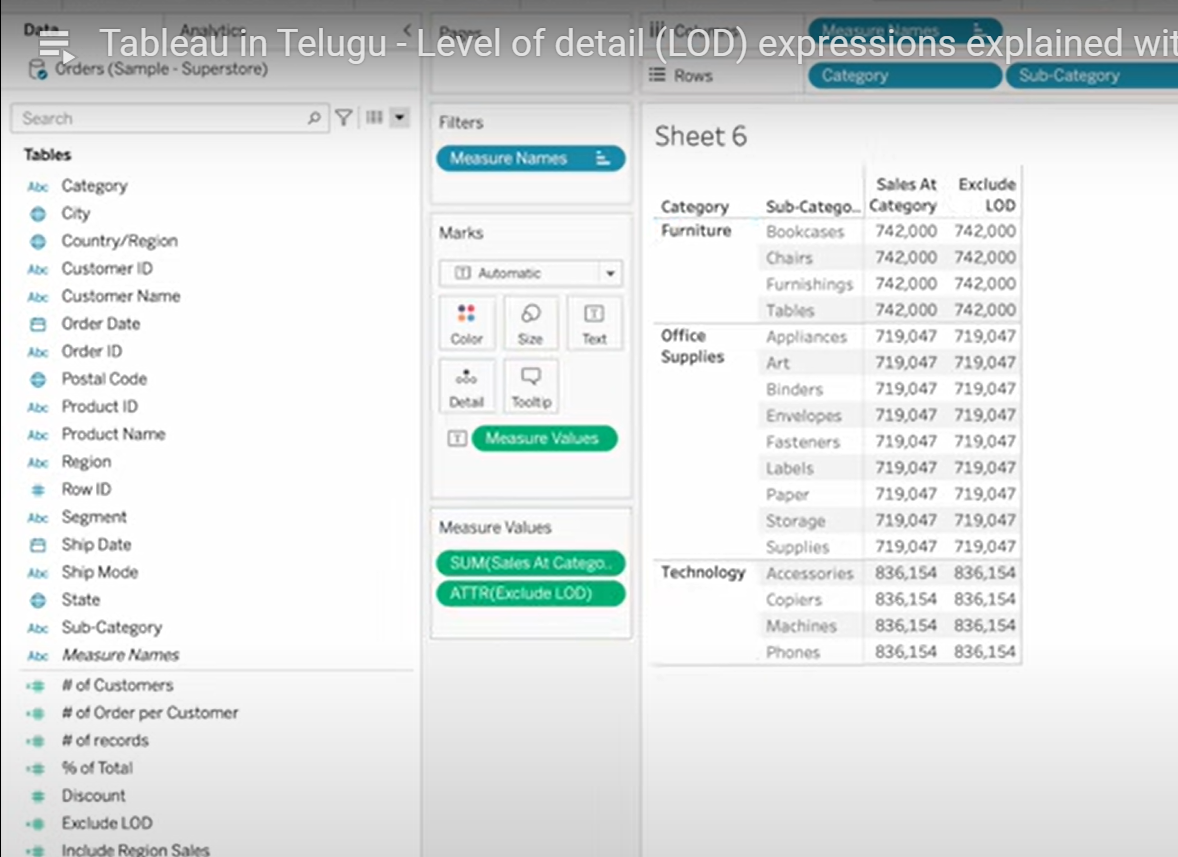 Tableau in Telugu - Level of detail (LOD) expressions explained wit
Data
Analytics
Pages
Columns
Measure Names
Orders (Sample - Superstore)
Rows
Category
Sub-Category
Search
Tables
Category
City
Country/Region
Customer ID
Customer Name
Order Date
Order ID
Postal Code
Product ID
Product Name
Region
Row ID
Segment
Ship Date
Ship Mode
State
Sub-Category
Measure Names
# of Customers
# of Order per Customer
# of records
% of Total
Discount
Exclude LOD
Include Region Sales
Filters
Measure Names
Marks
Automatic
Color Size Text
Detail Tooltip
Measure Values
Measure Values
SUM(Sales At Catego..
ATTR(Exclude LOD)
Sheet 6
Sales At Exclude
Category Sub-Catego.. Category LOD
Furniture Bookcases 742,000 742,000
Chairs 742,000 742,000
Furnishings 742,000 742,000
Tables 742,000 742,000
Office Supplies Appliances 719,047 719,047
Art 719,047 719,047
Binders 719,047 719,047
Envelopes 719,047 719,047
Fasteners 719,047 719,047
Labels 719,047 719,047
Paper 719,047 719,047
Storage 719,047 719,047
Supplies 719,047 719,047
Technology Accessories 836,154 836,154
Copiers 836,154 836,154
Machines 836,154 836,154
Phones 836,154 836,154